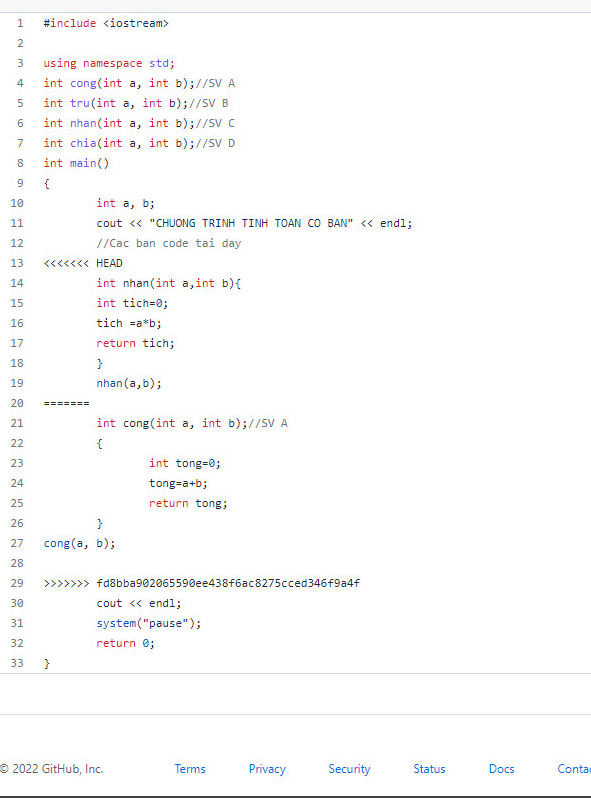 1 #include <iostream>
2
3 using namespace std;
4 int cong(int a, int b);//SV A
5 int tru(int a, int b);//SV B
6 int nhan(int a, int b);//SV C
7 int chia(int a, int b);//SV D
8 int main()
9 {
10 int a, b;
11 cout << "CHUONG TRINH TINH TOAN CO BAN" << endl;
12 //Cac ban code tai day
13 <<<<<<< HEAD
14 int nhan(int a,int b){
15 int tich=0;
16 tich =a*b;
17 return tich;
18 }
19 nhan(a,b);
20 =======
21 int cong(int a, int b);//SV A
22 {
23 int tong=0;
24 tong=a+b;
25 return tong;
26 }
27 cong(a, b);
28
29 >>>>>>> fd8bba902065590ee438f6ac8275cced346f9a4f
30 cout << endl;
31 system("pause");
32 return 0;
33 }
© 2022 GitHub, Inc. Terms Privacy Security Status Docs Conta